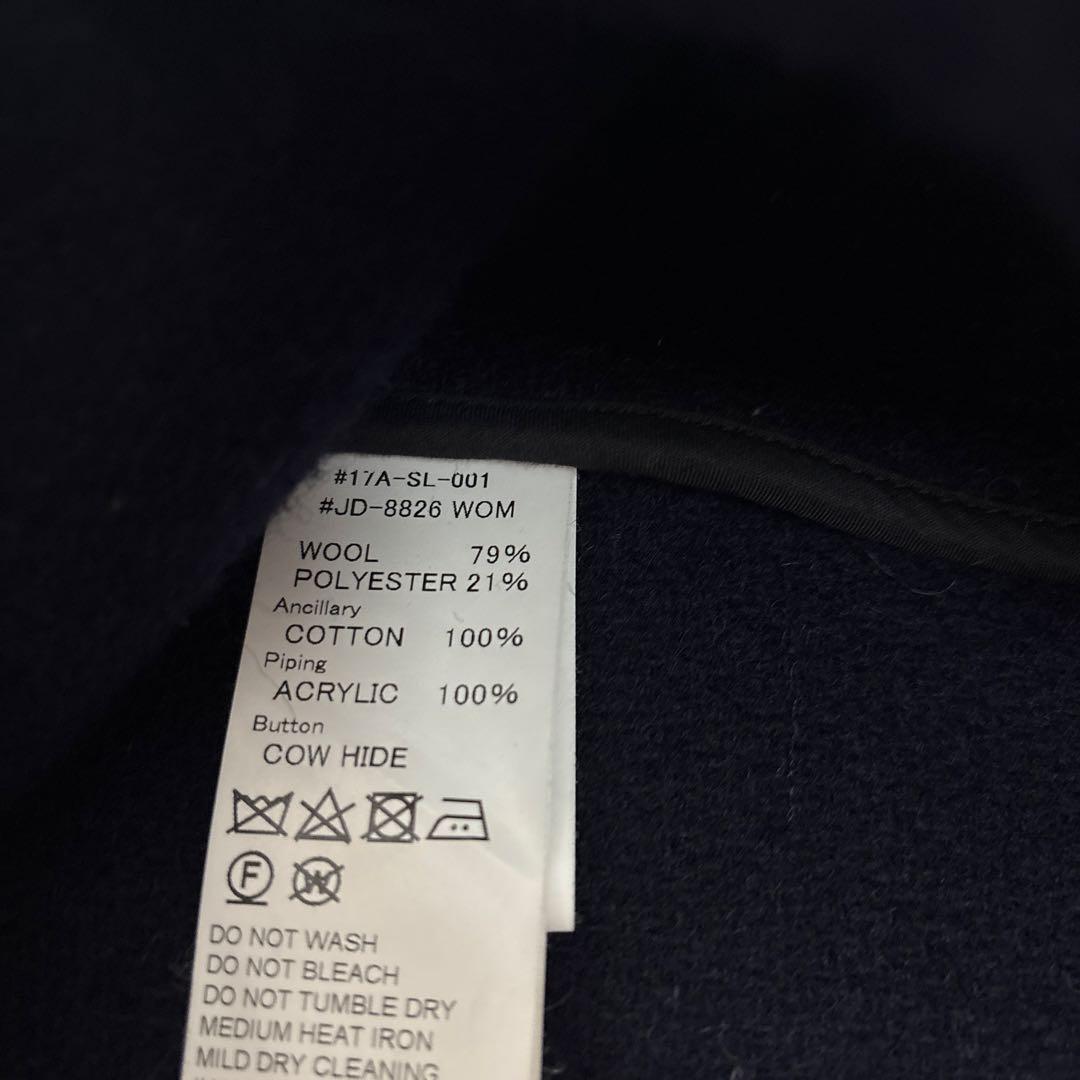 #17A-SL-001
#JD-8826 WOM
WOOL 79%
POLYESTER 21%
Ancillary
COTTON 100%
Piping
ACRYLIC 100%
Button
COW HIDE
F W
DO NOT WASH
DO NOT BLEACH
DO NOT TUMBLE DRY
MEDIUM HEAT IRON
MILD DRY CLEANING